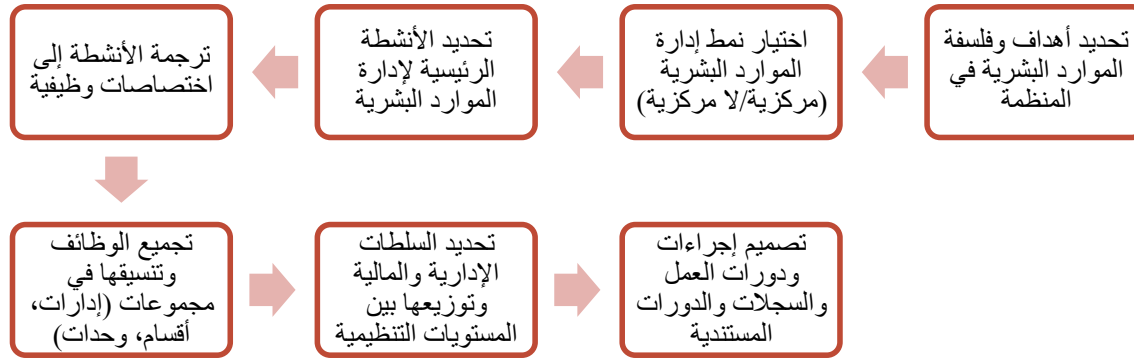 تحديد أهداف وفلسفة
الموارد البشرية في
المنظمة
اختيار نمط إدارة
الموارد البشرية
(مركزية/لا مركزية)
تحديد الأنشطة
الرئيسية لإدارة
الموارد البشرية
ترجمة الأنشطة إلى
اختصاصات وظيفية
تجميع الوظائف
وتنسيقها في
مجموعات (إدارات،
أقسام، وحدات)
تحديد السلطات
الإدارية والمالية
وتوزيعها بين
المستويات التنظيمية
تصميم إجراءات
ودورات العمل
والسجلات والدورات
المستندية